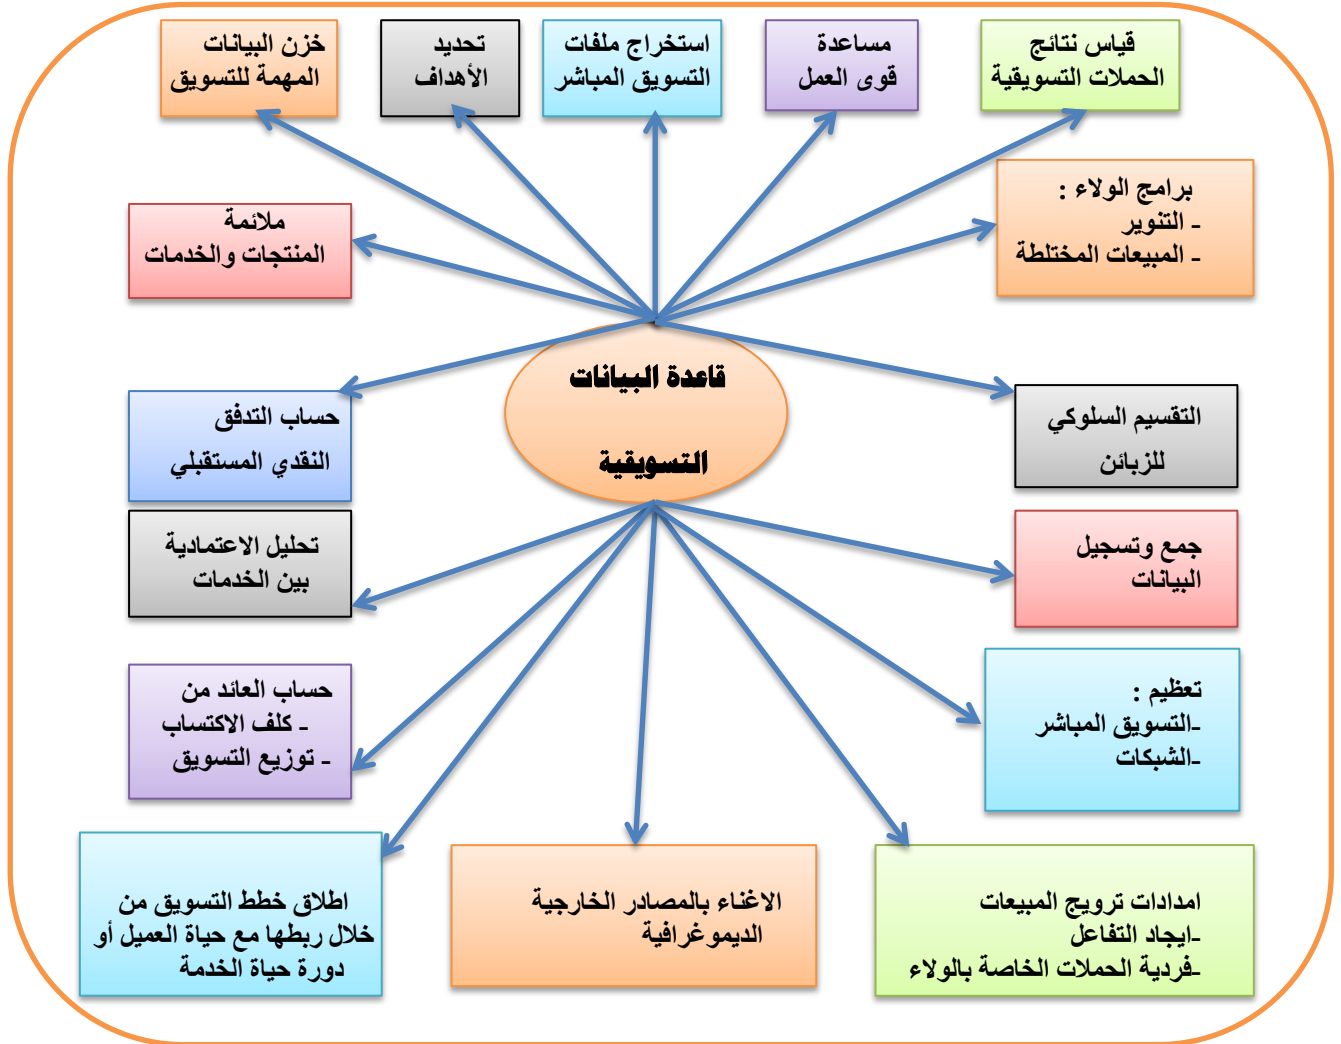 قياس نتائج
الحملات التسويقية
مساعدة
قوى العمل
استخراج ملفات
التسويق المباشر
تحديد
الأهداف
خزن البيانات
المهمة للتسويق
برامج الولاء :
- التنوير
- المبيعات المختلطة
ملائمة
المنتجات والخدمات
قاعدة البيانات
التسويقية
التقسيم السلوكي
للزبائن
حساب التدفق
النقدي المستقبلي
جمع وتسجيل
البيانات
تحليل الاعتمادية
بين الخدمات
تعظيم :
-التسويق المباشر
-الشبكات
حساب العائد من
- كلف الاكتساب
- توزيع التسويق
امدادات ترويج المبيعات
-ايجاد التفاعل
-فردية الحملات الخاصة بالولاء
الاغناء بالمصادر الخارجية
الديموغرافية
اطلاق خطط التسويق من
خلال ربطها مع حياة العميل أو
دورة حياة الخدمة